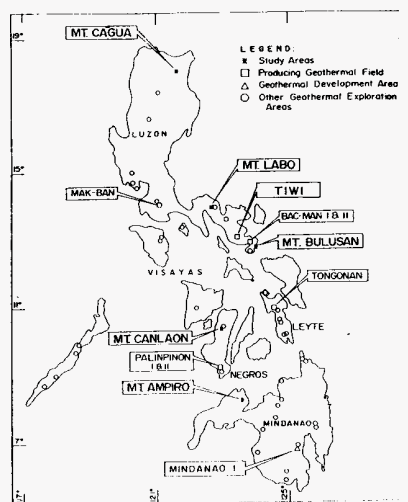 19°
MT. CAGUA
LEGEND:
Study Areas
Producing Geothermal Field
Geothermal Development Area
Other Geothermal Exploration
Areas
LUZON
15°
MT. LABO
MAK-BAN
TIWI
BAC-MAN I & II
MT. BULUSAN
VISAYAS
TONGONAN
LEYTE
MT. CANLAON
PALINPINON
I & II
NEGROS
MT AMPIRO
MINDANAO
7°
MINDANAO I